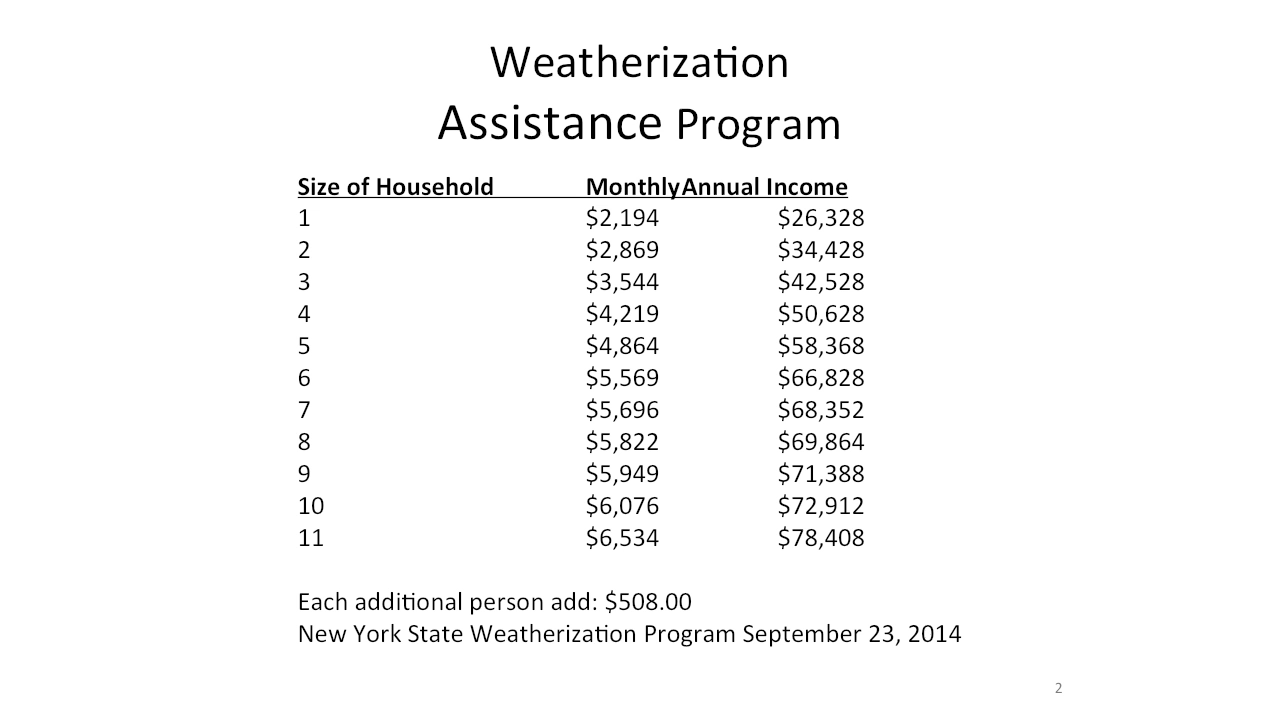 Weatherization
Assistance Program
Size of Household Monthly Annual Income
1 $2,194 $26,328
2 $2,869 $34,428
3 $3,544 $42,528
4 $4,219 $50,628
5 $4,864 $58,368
6 $5,569 $66,828
7 $5,696 $68,352
8 $5,822 $69,864
9 $5,949 $71,388
10 $6,076 $72,912
11 $6,534 $78,408
Each additional person add: $508.00
New York State Weatherization Program September 23, 2014
2